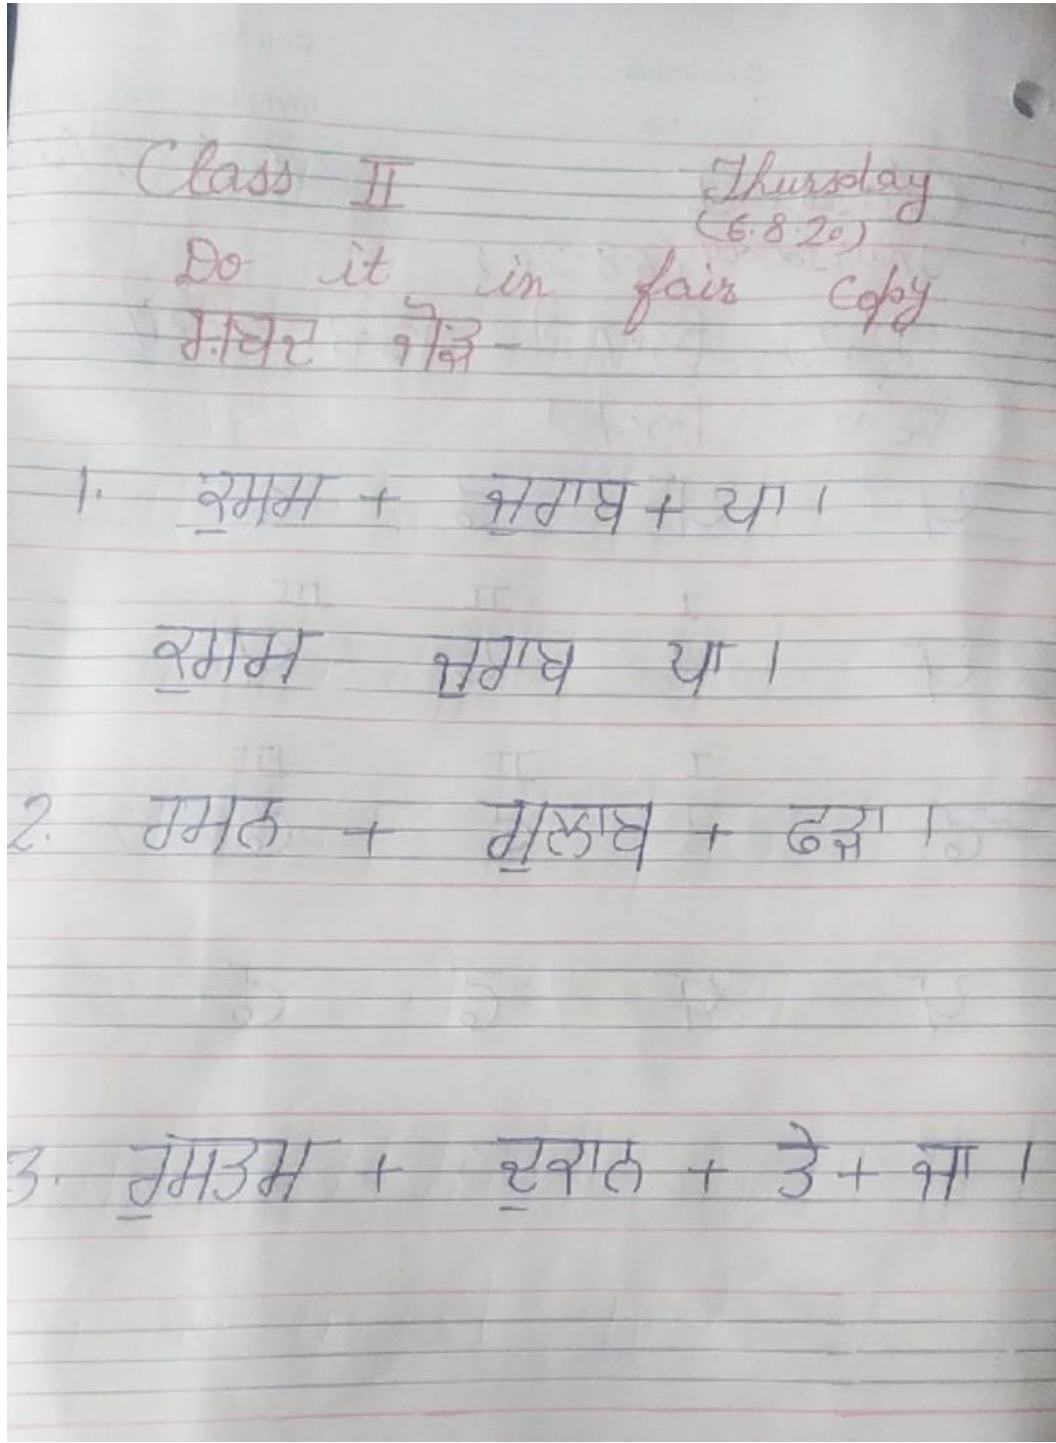 Class II Thursday
(6.8.20)
Do it in fair copy
ਸ਼ਬਦ ਜੋੜੋ -
1. ਕੁਸਮ + ਜੁਰਾਬ + ਪਾ ।
ਕੁਸਮ ਜੁਰਾਬ ਪਾ ।
2. ਰਮਨ + ਗੁਲਾਬ + ਫੜਾ ।
3. ਰੁਸਤਮ + ਦੁਕਾਨ + ਤੇ + ਜਾ ।